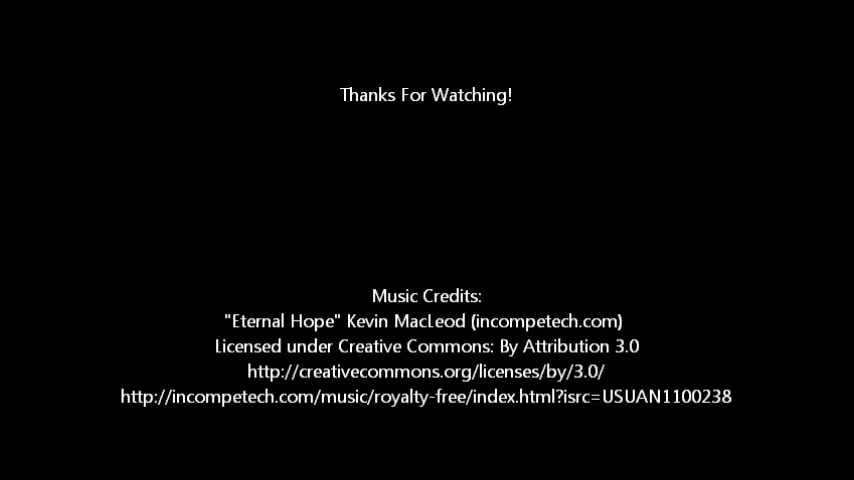 Thanks For Watching!
Music Credits:
"Eternal Hope" Kevin MacLeod (incompetech.com)
Licensed under Creative Commons: By Attribution 3.0
http://creativecommons.org/licenses/by/3.0/
http://incompetech.com/music/royalty-free/index.html?isrc=USUAN1100238